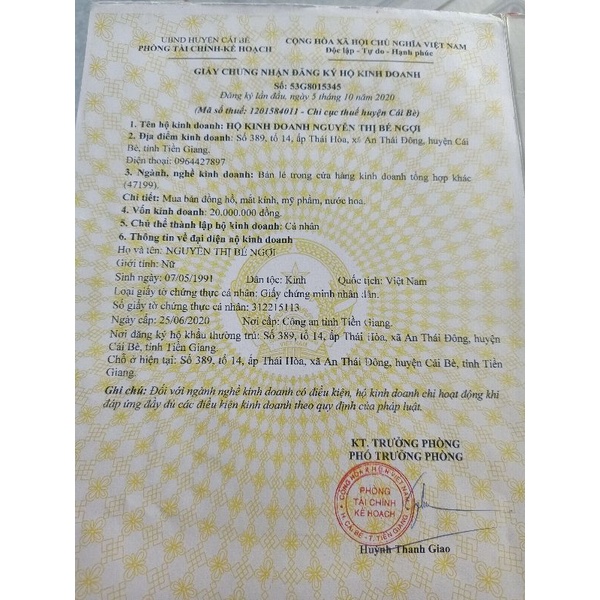 UBND HUYỆN CÁI BÈ
PHÒNG TÀI CHÍNH-KẾ HOẠCH
CỘNG HÒA XÃ HỘI CHỦ NGHĨA VIỆT NAM
Độc lập - Tự do - Hạnh phúc
GIẤY CHỨNG NHẬN ĐĂNG KÝ HỘ KINH DOANH
Số: 53G8015345
Đăng ký lần đầu, ngày 5 tháng 10 năm 2020
(Mã số thuế: 1201584011 - Chi cục thuế huyện Cái Bè)
1. Tên hộ kinh doanh: HỘ KINH DOANH NGUYỄN THỊ BÉ NGỢI
2. Địa điểm kinh doanh: Số 389, tổ 14, ấp Thái Hòa, xã An Thái Đông, huyện Cái
Bè, tỉnh Tiền Giang.
Điện thoại: 0964427897
3. Ngành, nghề kinh doanh: Bán lẻ trong cửa hàng kinh doanh tổng hợp khác
(47199).
Chi tiết: Mua bán đồng hồ, mắt kính, mỹ phẩm, nước hoa.
4. Vốn kinh doanh: 20.000.000 đồng.
5. Chủ thể thành lập hộ kinh doanh: Cá nhân
6. Thông tin về đại diện hộ kinh doanh
Họ và tên: NGUYỄN THỊ BÉ NGỢI
Giới tính: Nữ
Sinh ngày: 07/05/1991 Dân tộc: Kinh Quốc tịch: Việt Nam
Loại giấy tờ chứng thực cá nhân: Giấy chứng minh nhân dân.
Số giấy tờ chứng thực cá nhân: 312215113
Ngày cấp: 25/06/2020 Nơi cấp: Công an tỉnh Tiền Giang.
Nơi đăng ký hộ khẩu thường trú: Số 389, tổ 14, ấp Thái Hòa, xã An Thái Đông, huyện
Cái Bè, tỉnh Tiền Giang.
Chỗ ở hiện tại: Số 389, tổ 14, ấp Thái Hòa, xã An Thái Đông, huyện Cái Bè, tỉnh Tiền
Giang.
Ghi chú: Đối với ngành nghề kinh doanh có điều kiện, hộ kinh doanh chỉ hoạt động khi
đáp ứng đầy đủ các điều kiện kinh doanh theo quy định của pháp luật.
KT. TRƯỞNG PHÒNG
PHÓ TRƯỞNG PHÒNG
CỘNG HÒA X.H.C.N VIỆT NAM
PHÒNG
TÀI CHÍNH
KẾ HOẠCH
H. CÁI BÈ - T. TIỀN GIANG
Huỳnh Thanh Giao